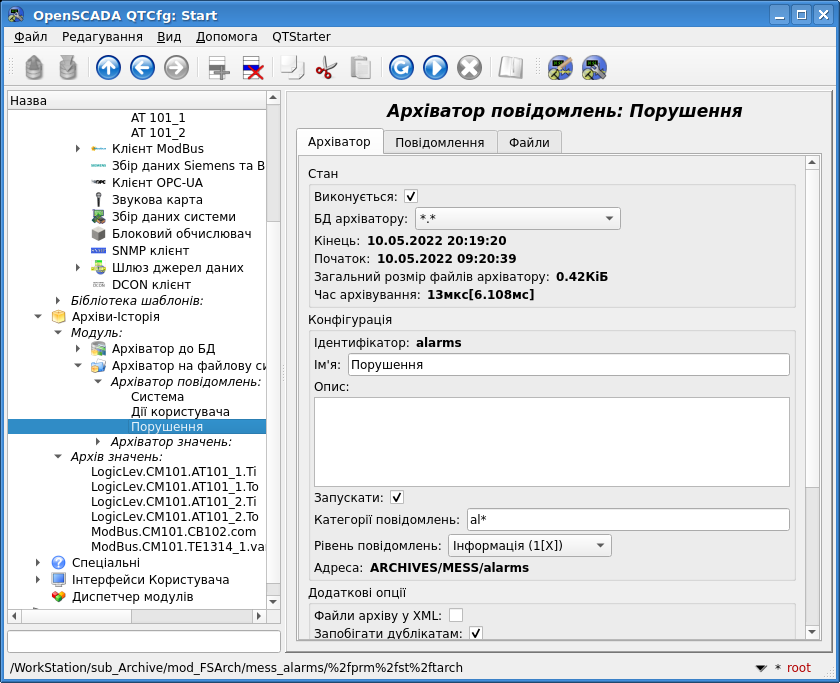 OpenSCADA QTCfg: Start
Файл Редагування Вид Допомога QTStarter
Назва
AT 101_1
AT 101_2
Клієнт ModBus
Збір даних Siemens та B
Клієнт OPC-UA
Звукова карта
Збір даних системи
Блоковий обчислювач
SNMP клієнт
Шлюз джерел даних
DCON клієнт
Бібліотека шаблонів:
Архіви-Історія
Модуль:
Архіватор до БД
Архіватор на файлову си
Архіватор повідомлень:
Система
Дії користувача
Порушення
Архіватор значень:
Архів значень:
LogicLev.CM101.AT101_1.Ti
LogicLev.CM101.AT101_1.To
LogicLev.CM101.AT101_2.Ti
LogicLev.CM101.AT101_2.To
ModBus.CM101.CB102.com
ModBus.CM101.TE1314_1.va
Спеціальні
Інтерфейси Користувача
Диспетчер модулів
Архіватор повідомлень: Порушення
Архіватор Повідомлення Файли
Стан
Виконується:
БД архіватору: *.*
Кінець: 10.05.2022 20:19:20
Початок: 10.05.2022 09:20:39
Загальний розмір файлів архіватору: 0.42КіБ
Час архівування: 13мкс[6.108мс]
Конфігурація
Ідентифікатор: alarms
Ім'я: Порушення
Опис:
Запускати:
Категорії повідомлень: al*
Рівень повідомлень: Інформація (1[X])
Адреса: ARCHIVES/MESS/alarms
Додаткові опції
Файли архіву у XML:
Запобігати дублікатам:
/WorkStation/sub_Archive/mod_FSArch/mess_alarms/%2fprm%2fst%2ftarch
* root